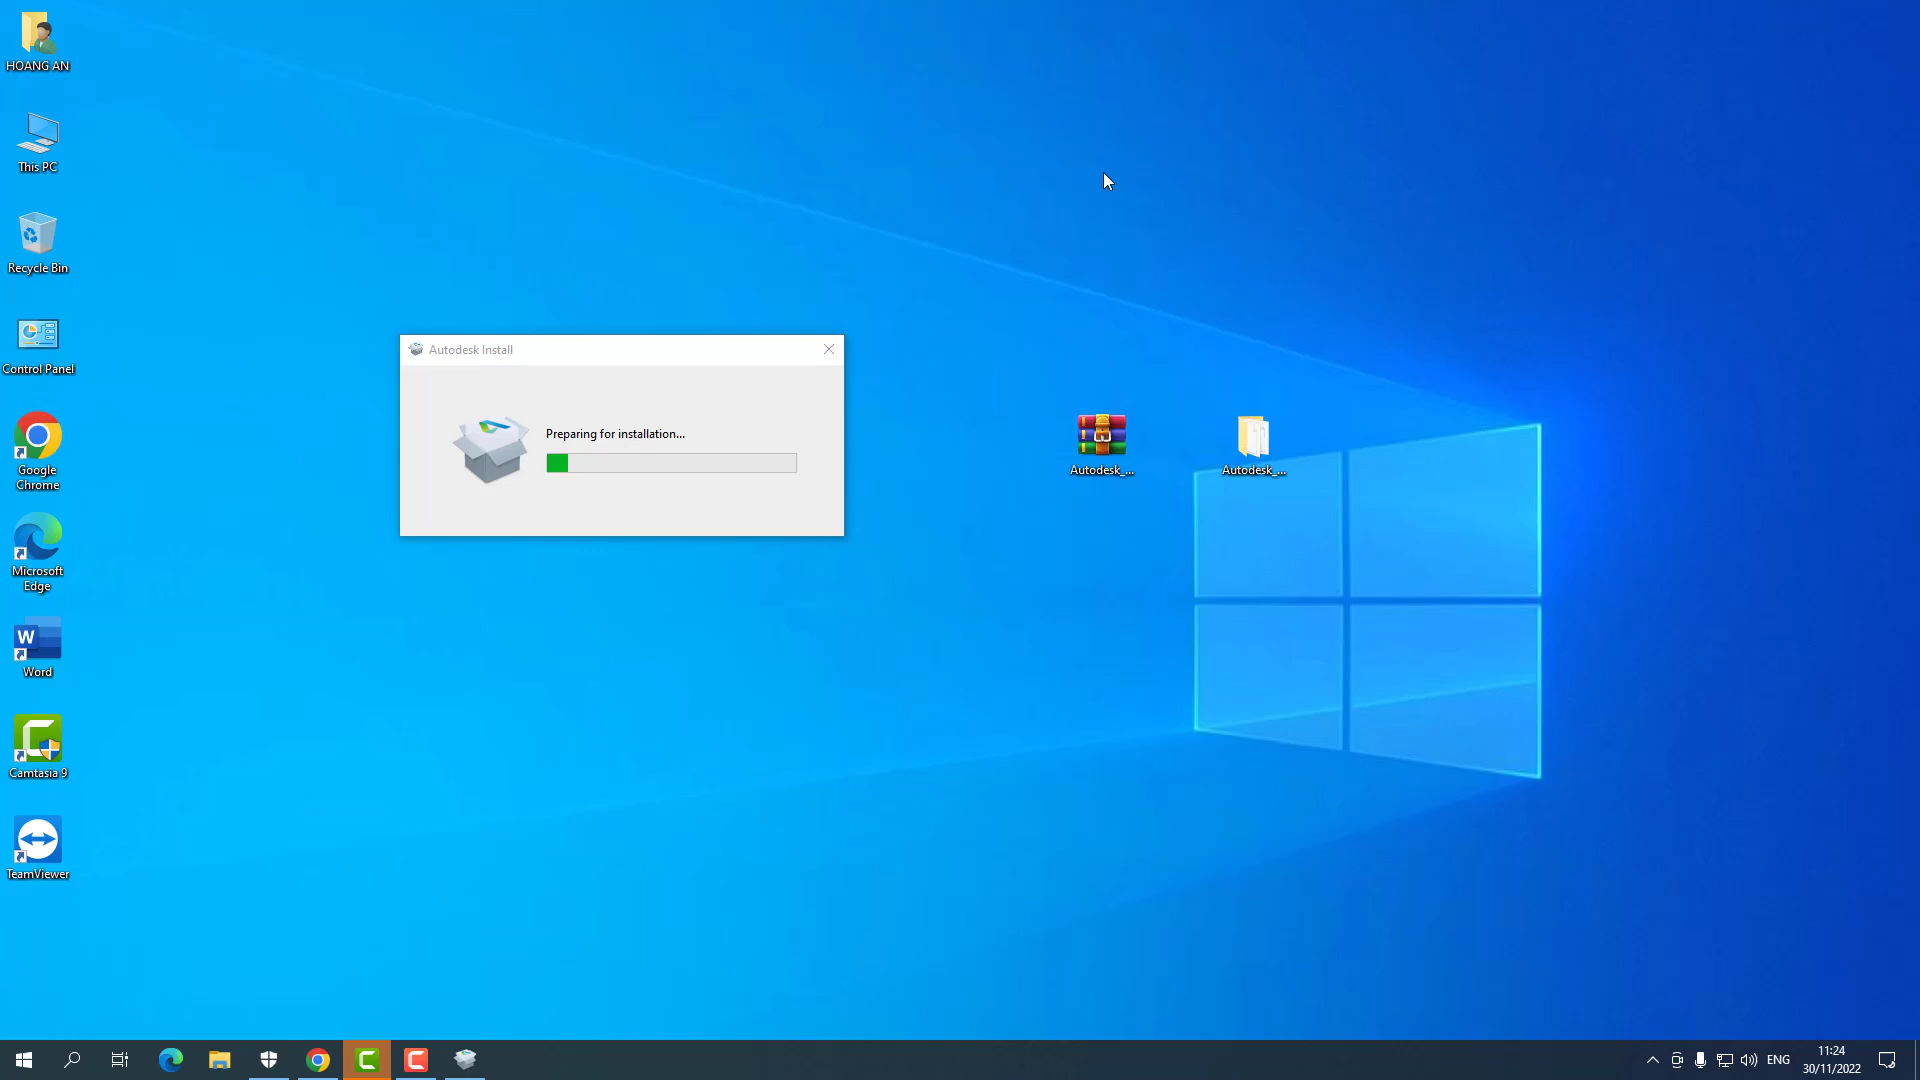 HOANG AN
This PC
Recycle Bin
Control Panel
Google
Chrome
Microsoft
Edge
W
Word
Camtasia 9
TeamViewer
Autodesk Install
Preparing for installation...
Autodesk_...
Autodesk_...
ENG
11:24
30/11/2022